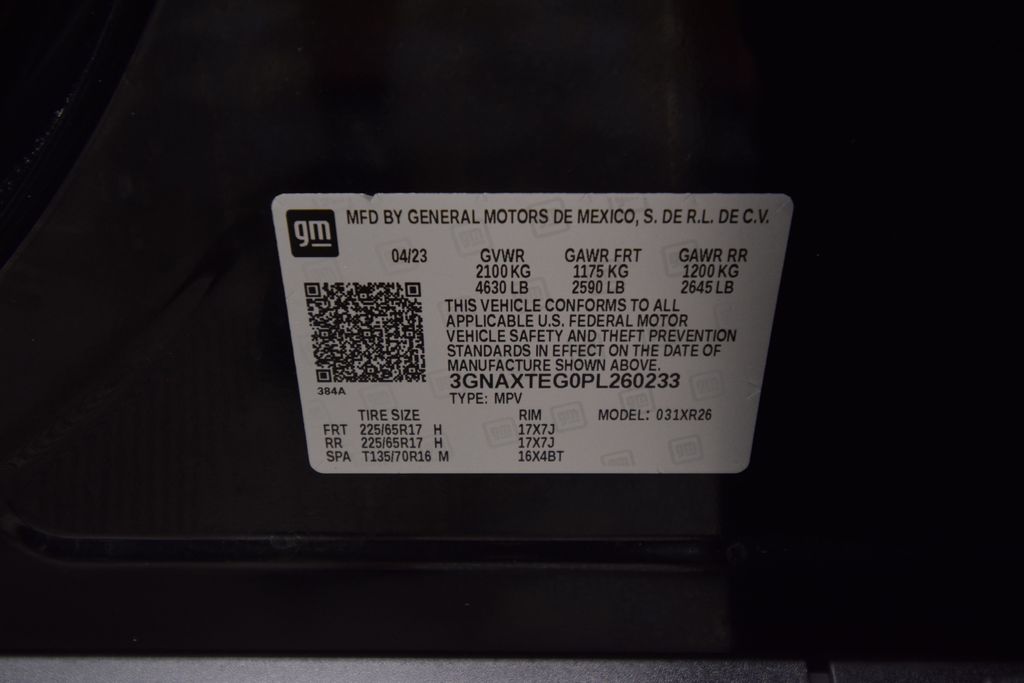 gm MFD BY GENERAL MOTORS DE MEXICO, S. DE R.L. DE C.V.
04/23 GVWR GAWR FRT GAWR RR
2100 KG 1175 KG 1200 KG
4630 LB 2590 LB 2645 LB
THIS VEHICLE CONFORMS TO ALL
APPLICABLE U.S. FEDERAL MOTOR
VEHICLE SAFETY AND THEFT PREVENTION
STANDARDS IN EFFECT ON THE DATE OF
MANUFACTURE SHOWN ABOVE.
3GNAXTEG0PL260233
384A
TYPE: MPV
TIRE SIZE RIM MODEL: 031XR26
FRT 225/65R17 H 17X7J
RR 225/65R17 H 17X7J
SPA T135/70R16 M 16X4BT